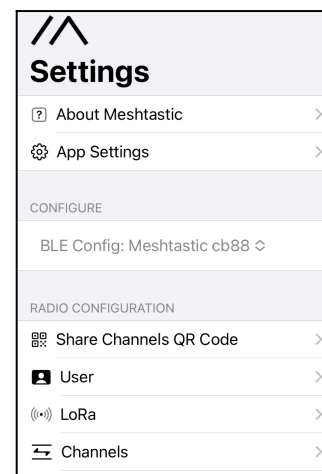 Settings
About Meshtastic
App Settings
CONFIGURE
BLE Config: Meshtastic cb88
RADIO CONFIGURATION
Share Channels QR Code
User
LoRa
Channels